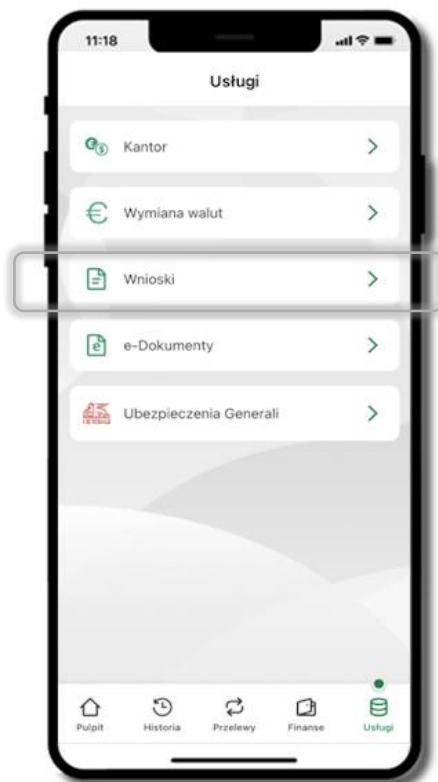 11:18
Usługi
Kantor
Wymiana walut
Wnioski
e-Dokumenty
Ubezpieczenia Generali
Pulpit
Historia
Przelewy
Finanse
Usługi